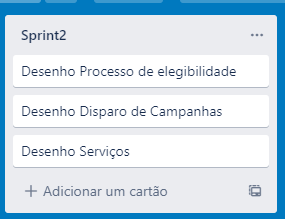 Sprint2
Desenho Processo de elegibilidade
Desenho Disparo de Campanhas
Desenho Serviços
+ Adicionar um cartão